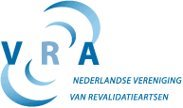 VRA
NEDERLANDSE VERENIGING
VAN REVALIDATIEARTSEN